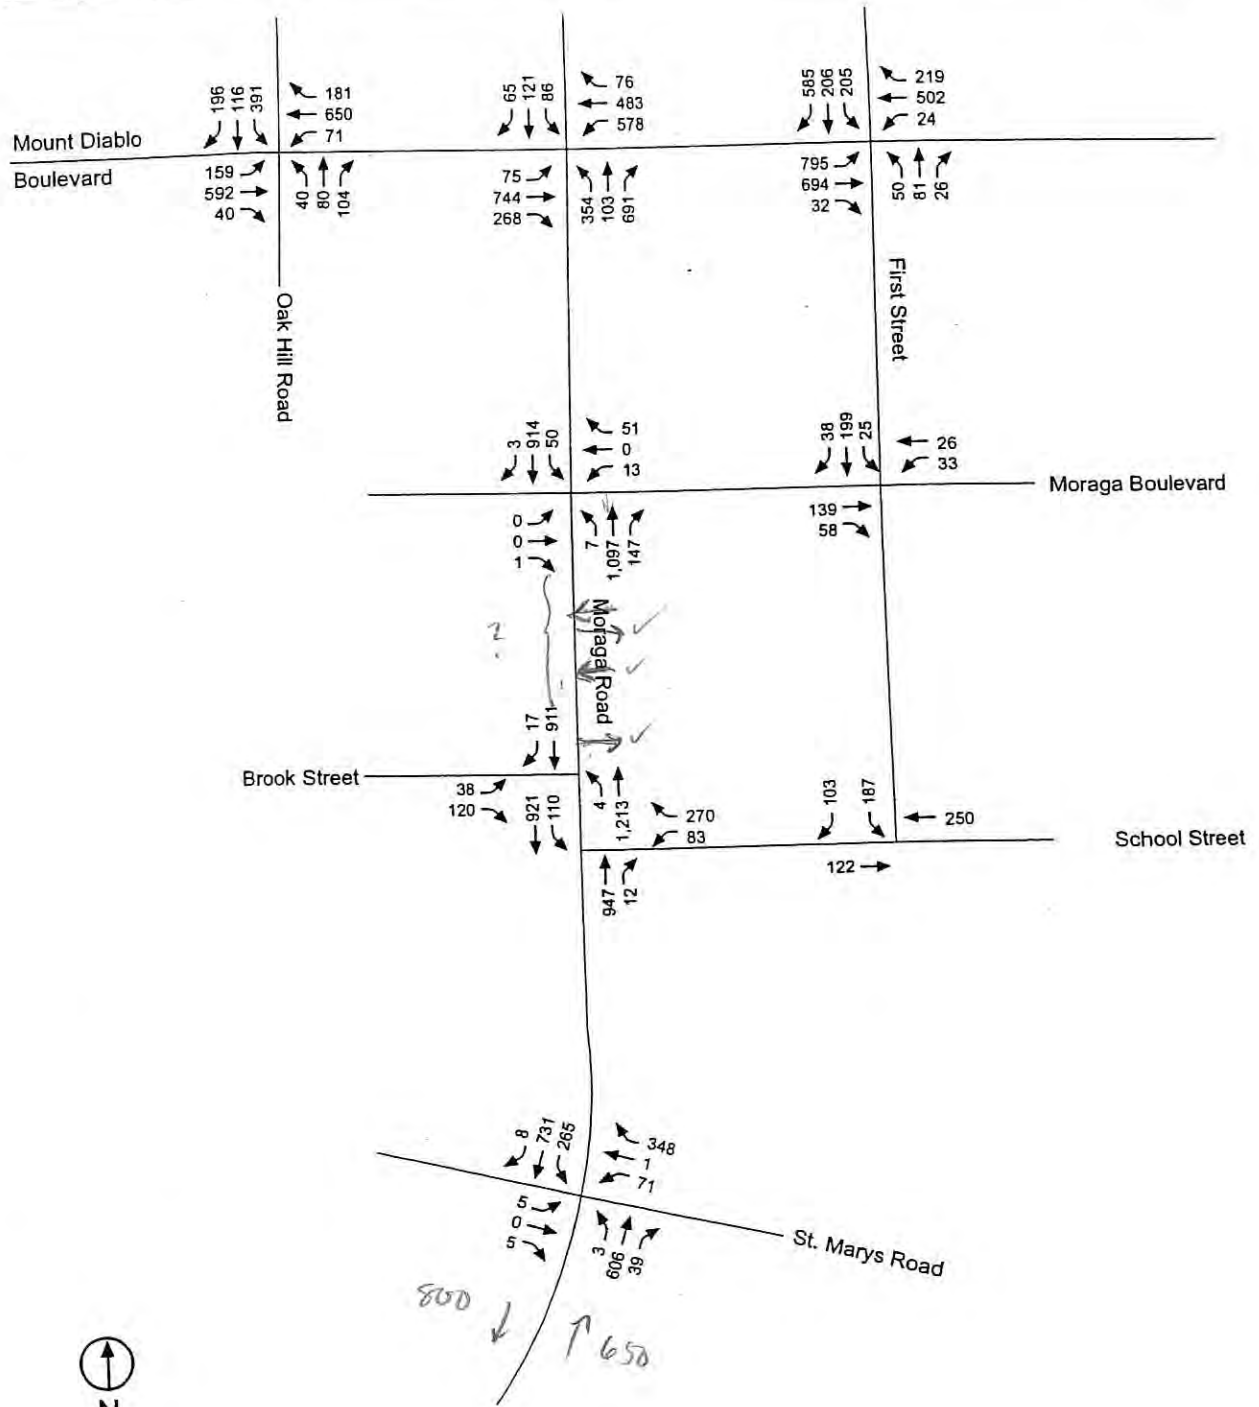 196 116 391
181
650
71
65 121 86
76
483
578
585 206 205
219
502
24
Mount Diablo
Boulevard
159
592
40
40 80 104
75
744
268
354 103 691
795
694
32
50 81 26
Oak Hill Road
First Street
3 914 50
51
0
13
38 199 25
26
33
Moraga Boulevard
0
0
1
7 1,097 147
139
58
Moraga Road
?
17 911
Brook Street
38
120
4 1,213
921 110
270
83
103 187
250
School Street
947 12
122
8 731 265
348
1
71
5
0
5
3 606 39
St. Marys Road
800
650
N